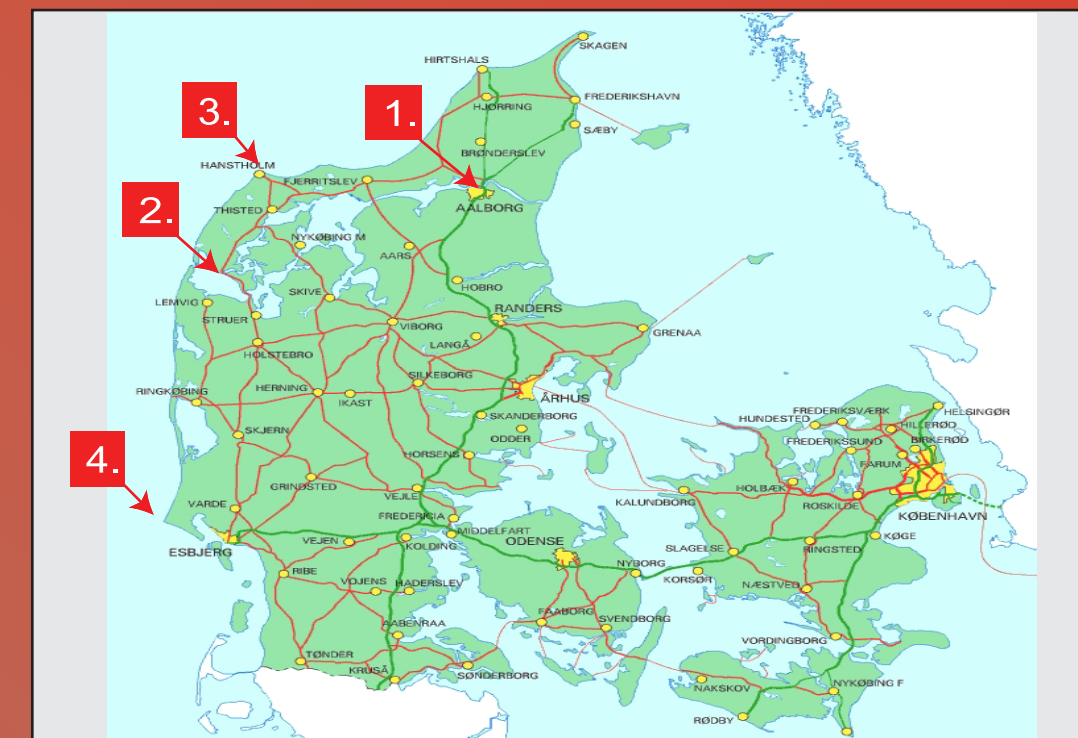 SKAGEN
HIRTSHALS
FREDERIKSHAVN
HJØRRING
3.
1.
SÆBY
BRØNDERSLEV
HANSTHOLM
FJERRITSLEV
2.
THISTED
AALBORG
NYKØBING M
AARS
HOBRO
SKIVE
LEMVIG
RANDERS
STRUER
VIBORG
GRENAA
LANGÅ
HOLSTEBRO
SILKEBORG
HERNING
RINGKØBING
IKAST
ÅRHUS
SKANDERBORG
HUNDESTED
FREDERIKSVÆRK
HELSINGØR
HILLERØD
SKJERN
ODDER
FREDERIKSSUND
BIRKERØD
4.
HORSENS
FARUM
GRINDSTED
VEJLE
HOLBÆK
KALUNDBORG
ROSKILDE
VARDE
FREDERICIA
KØBENHAVN
MIDDELFART
ODENSE
KØGE
ESBJERG
VEJEN
KOLDING
SLAGELSE
RINGSTED
NYBORG
KORSØR
RIBE
VOJENS
HADERSLEV
NÆSTVED
FAABORG
SVENDBORG
AABENRAA
VORDINGBORG
TØNDER
KRUSÅ
SØNDERBORG
NAKSKOV
NYKØBING F
RØDBY